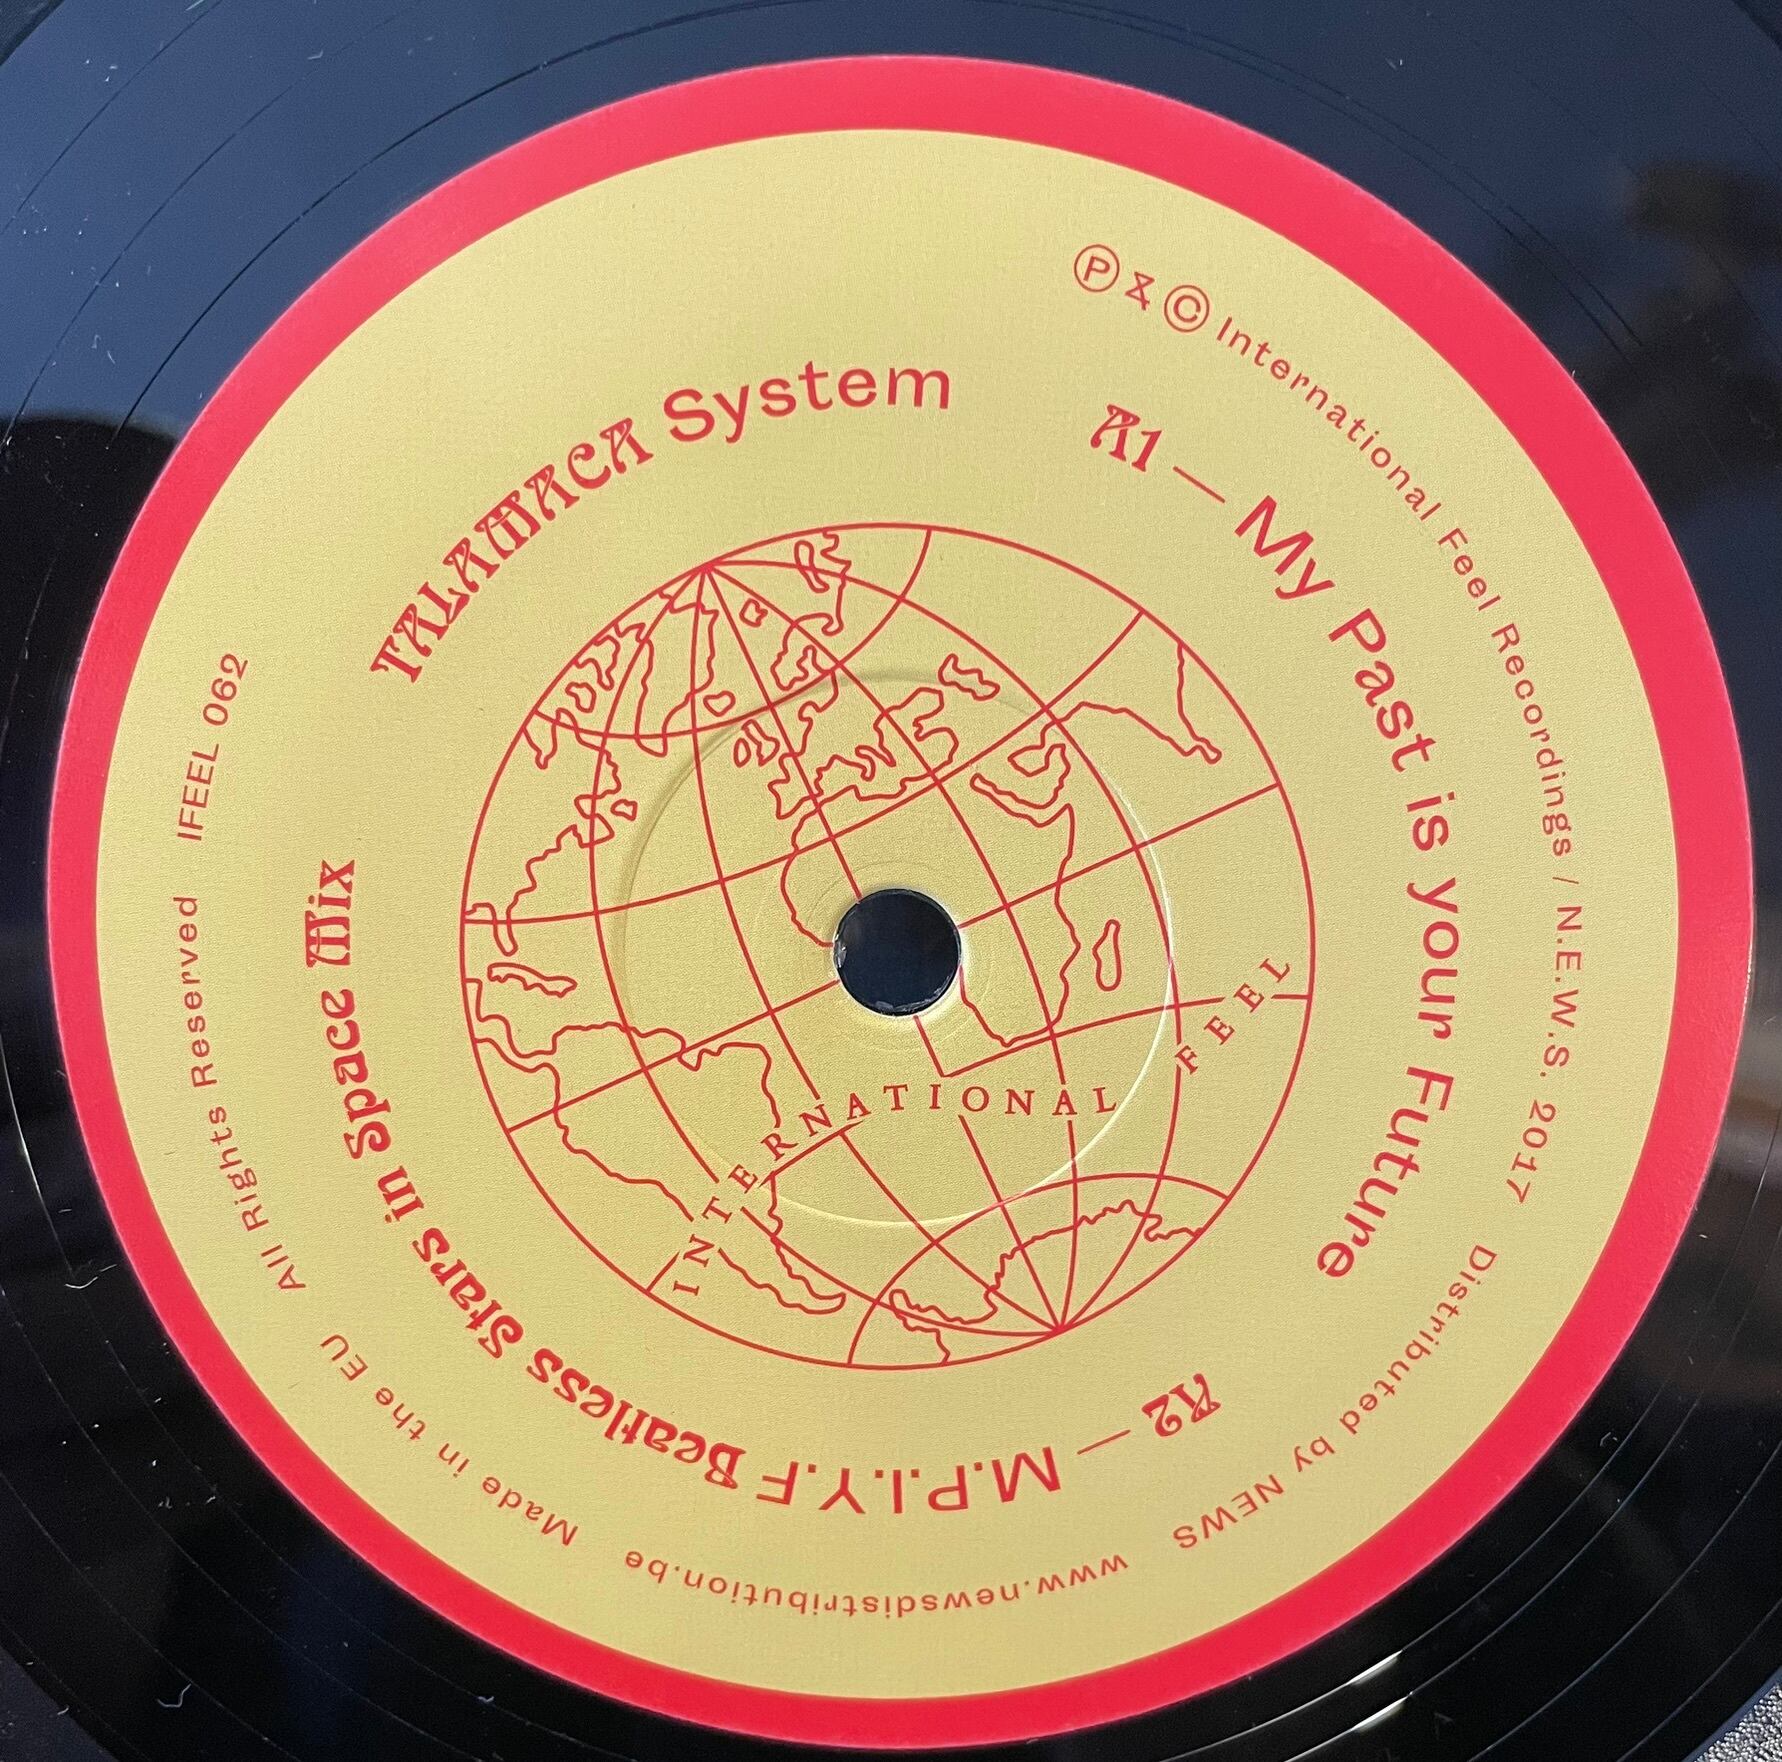 TALAMACA System
A1 — My Past is your Future
A2 — M.P.I.Y.F Beatless Stars in Space Mix
℗ & © International Feel Recordings / N.E.W.S. 2017
Distributed by NEWS
www.newsdistribution.be
Made in the EU
All Rights Reserved
IFEEL 062
INTERNATIONAL FEEL